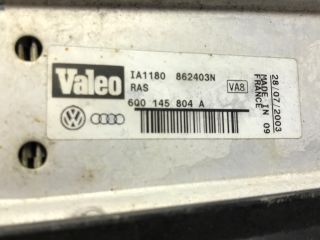 Valeo
IA1180 862403N
RAS
VA8
6Q0 145 804 A
28/07/2003
MADE IN 09
FRANCE